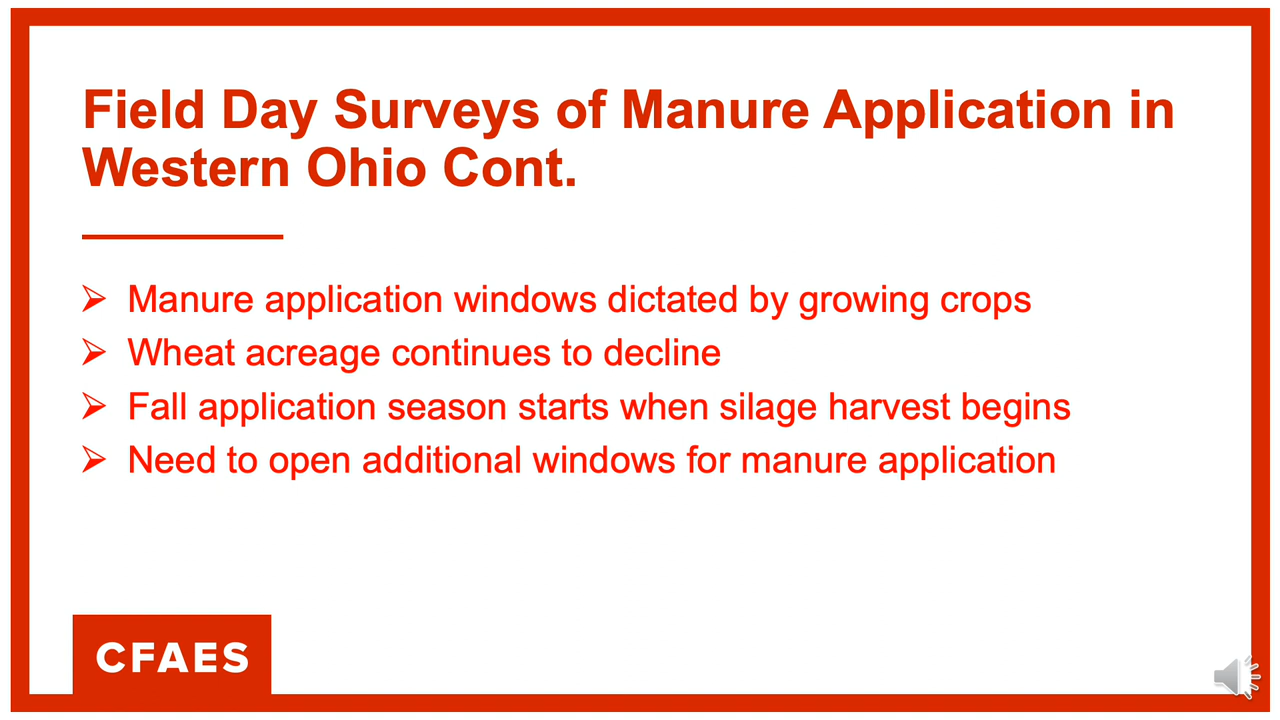 Field Day Surveys of Manure Application in
Western Ohio Cont.
Manure application windows dictated by growing crops
Wheat acreage continues to decline
Fall application season starts when silage harvest begins
Need to open additional windows for manure application
CFAES